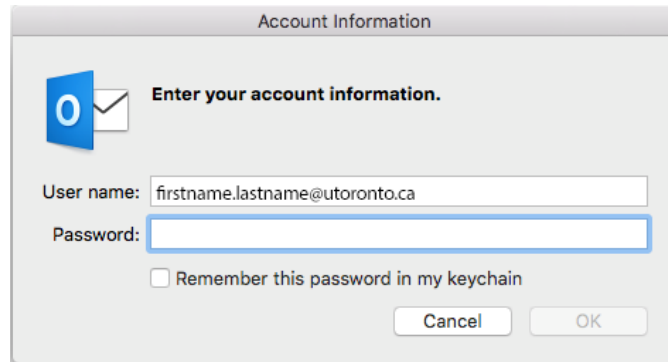 Account Information
O
Enter your account information.
User name: firstname.lastname@utoronto.ca
Password:
Remember this password in my keychain
Cancel OK